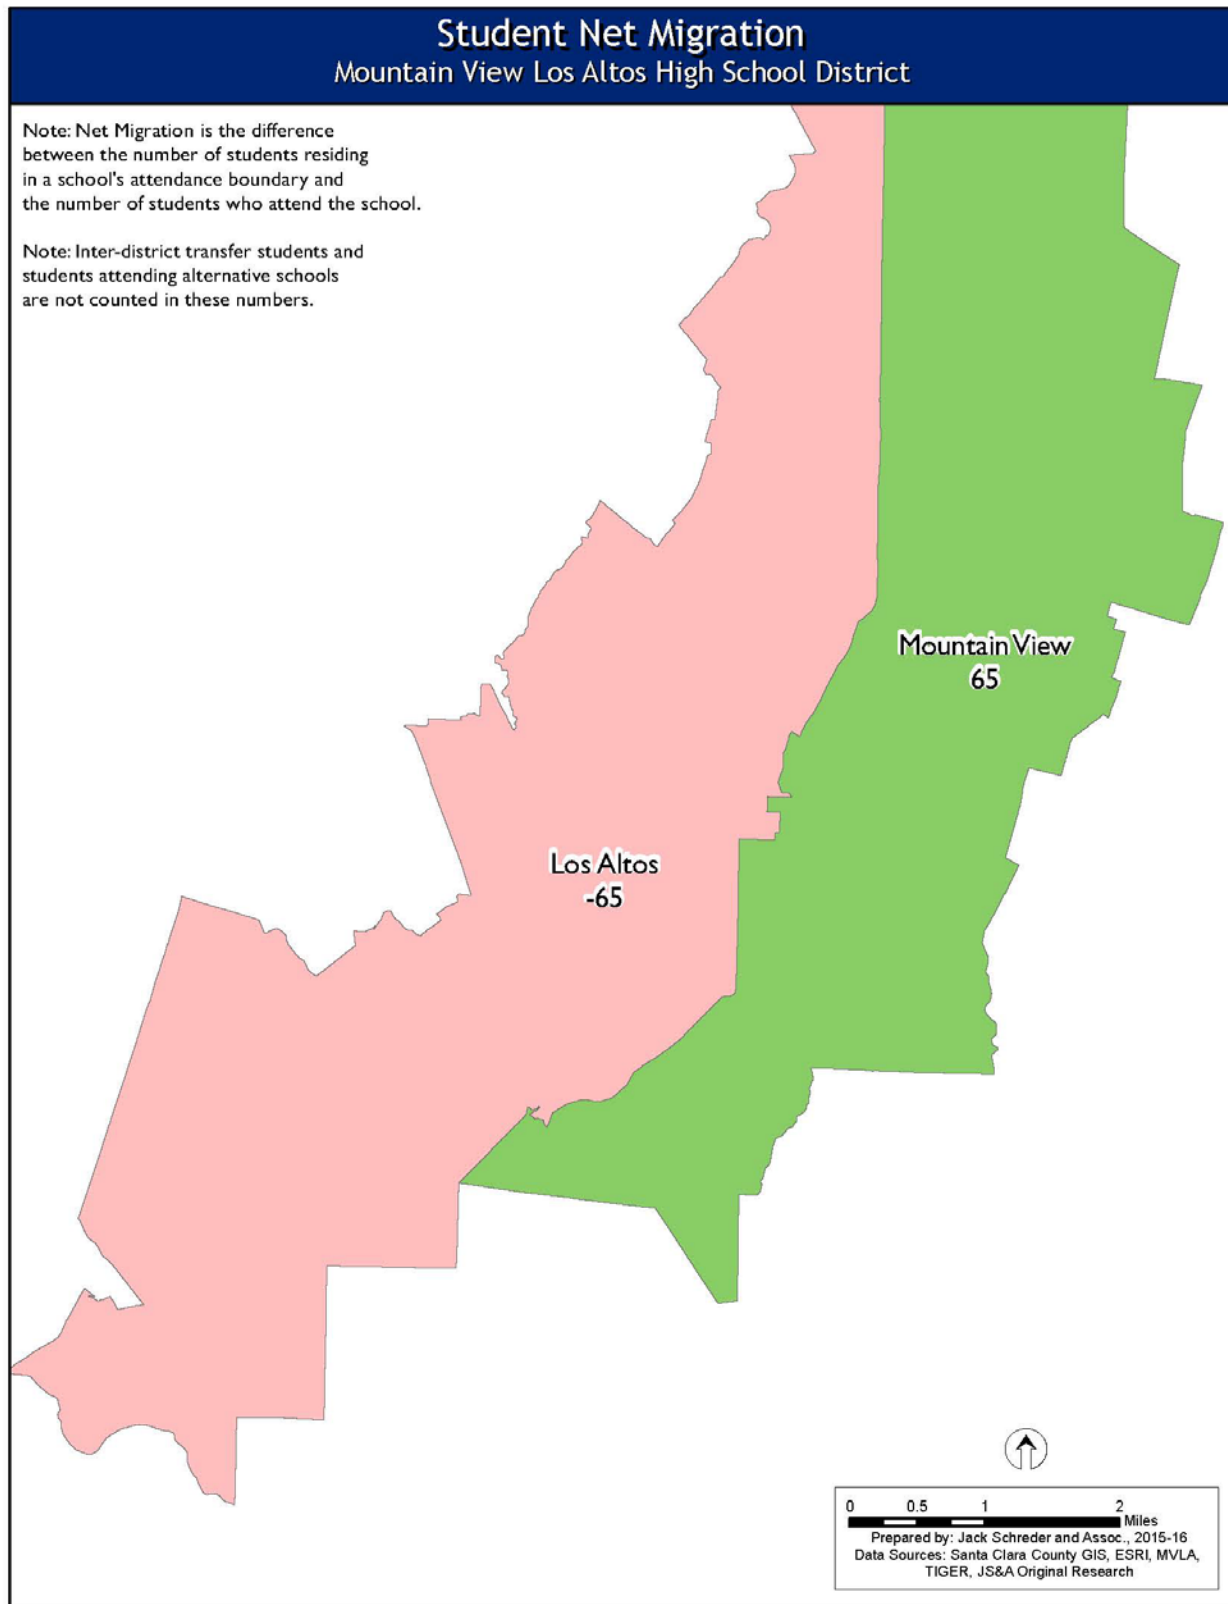 Student Net Migration
Mountain View Los Altos High School District
Note: Net Migration is the difference
between the number of students residing
in a school's attendance boundary and
the number of students who attend the school.
Note: Inter-district transfer students and
students attending alternative schools
are not counted in these numbers.
Mountain View
65
Los Altos
-65
0 0.5 1 2
Miles
Prepared by: Jack Schreder and Assoc., 2015-16
Data Sources: Santa Clara County GIS, ESRI, MVLA,
TIGER, JS&A Original Research